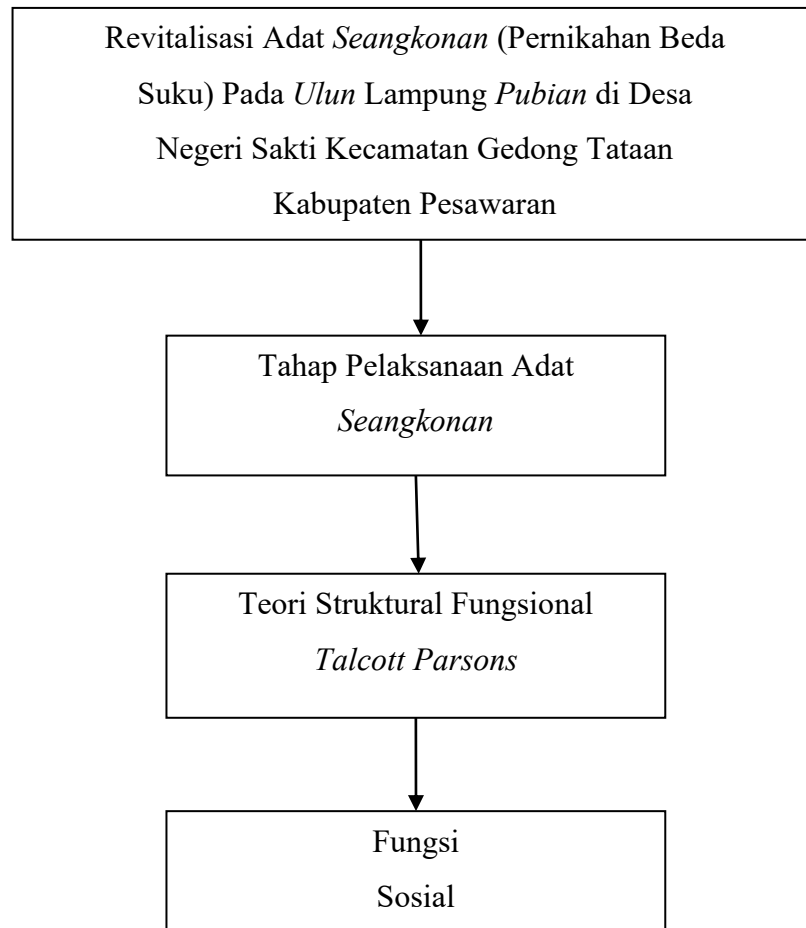 Revitalisasi Adat Seangkonan (Pernikahan Beda
Suku) Pada Ulun Lampung Pubian di Desa
Negeri Sakti Kecamatan Gedong Tataan
Kabupaten Pesawaran
Tahap Pelaksanaan Adat
Seangkonan
Teori Struktural Fungsional
Talcott Parsons
Fungsi
Sosial